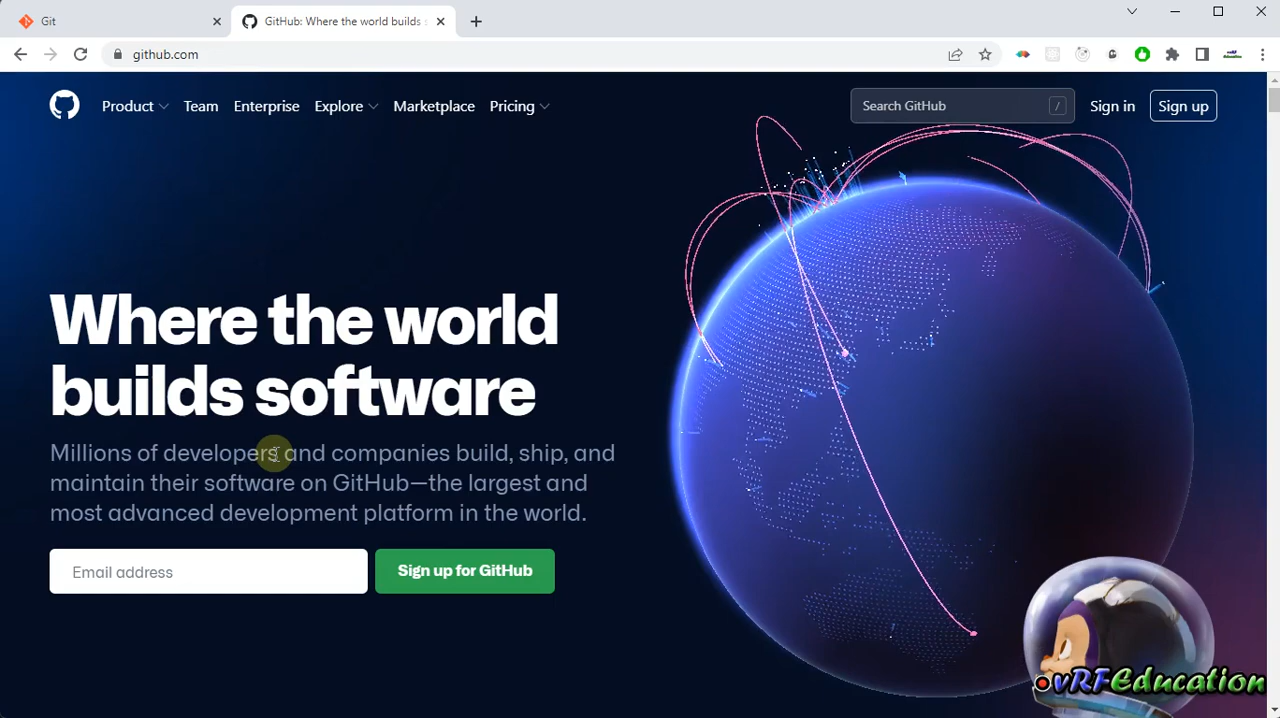 Git
GitHub: Where the world builds s
github.com
Product
Team
Enterprise
Explore
Marketplace
Pricing
Search GitHub
/
Sign in
Sign up
Where the world
builds software
Millions of developers and companies build, ship, and
maintain their software on GitHub—the largest and
most advanced development platform in the world.
Email address
Sign up for GitHub
vRFEducation